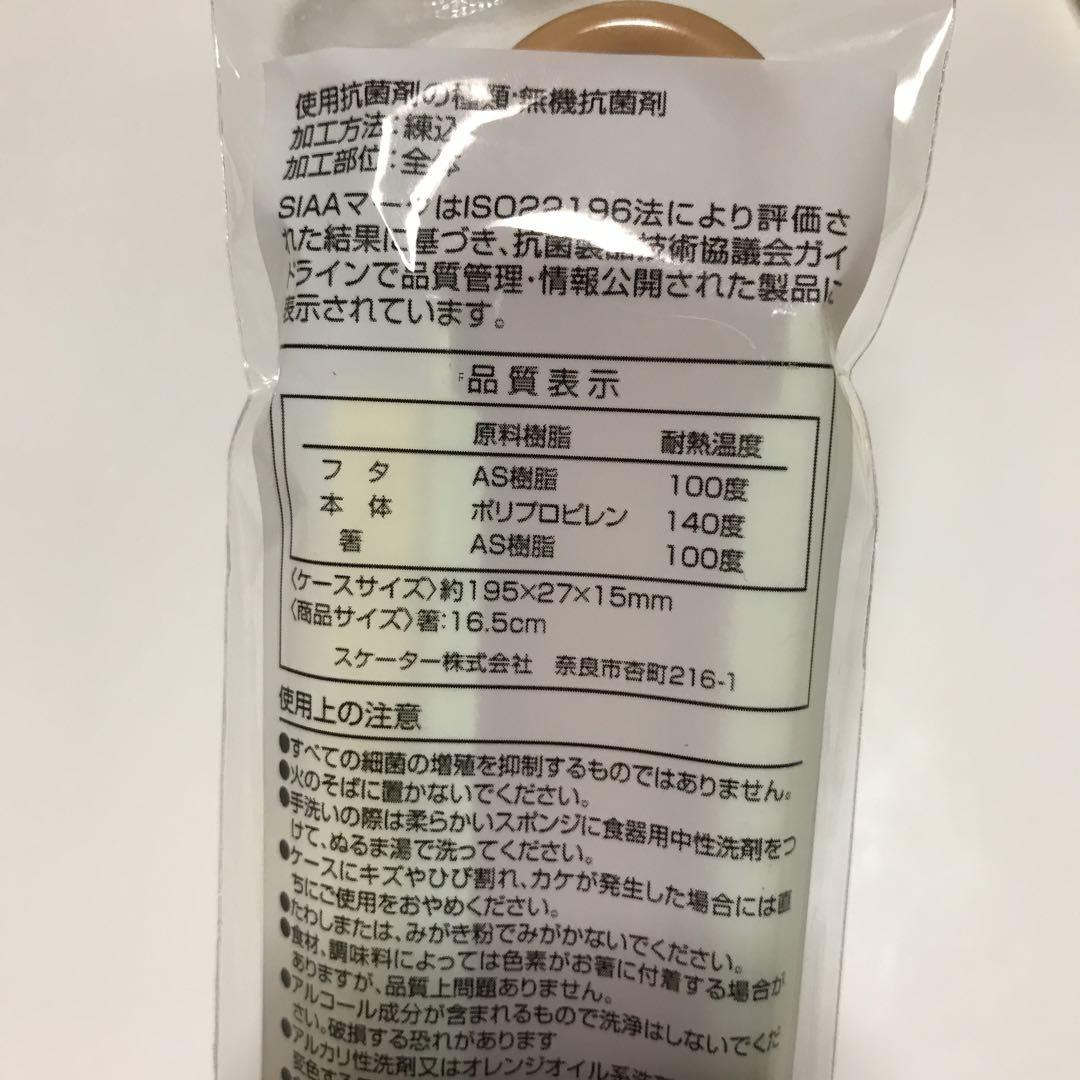 使用抗菌剤の種類:無機抗菌剤
加工方法:練込
加工部位:全体
SIAAマークはISO22196法により評価さ
れた結果に基づき、抗菌製品技術協議会ガイ
ドラインで品質管理・情報公開された製品に
表示されています。
品質表示
原料樹脂 耐熱温度
フタ AS樹脂 100度
本体 ポリプロピレン 140度
箸 AS樹脂 100度
〈ケースサイズ〉約195×27×15mm
〈商品サイズ〉箸:16.5cm
スケーター株式会社 奈良市杏町216-1
使用上の注意
●すべての細菌の増殖を抑制するものではありません。
●火のそばに置かないでください。
●手洗いの際は柔らかいスポンジに食器用中性洗剤をつ
けて、ぬるま湯で洗ってください。
●ケースにキズやひび割れ、カケが発生した場合には直
ちにご使用をおやめください。
●たわしまたは、みがき粉でみがかないでください。
●食材、調味料によっては色素がお箸に付着する場合が
ありますが、品質上問題ありません。
●アルコール成分が含まれるもので洗浄はしないでくだ
さい。破損する恐れがあります
●アルカリ性洗剤又はオレンジオイル系洗
変色する